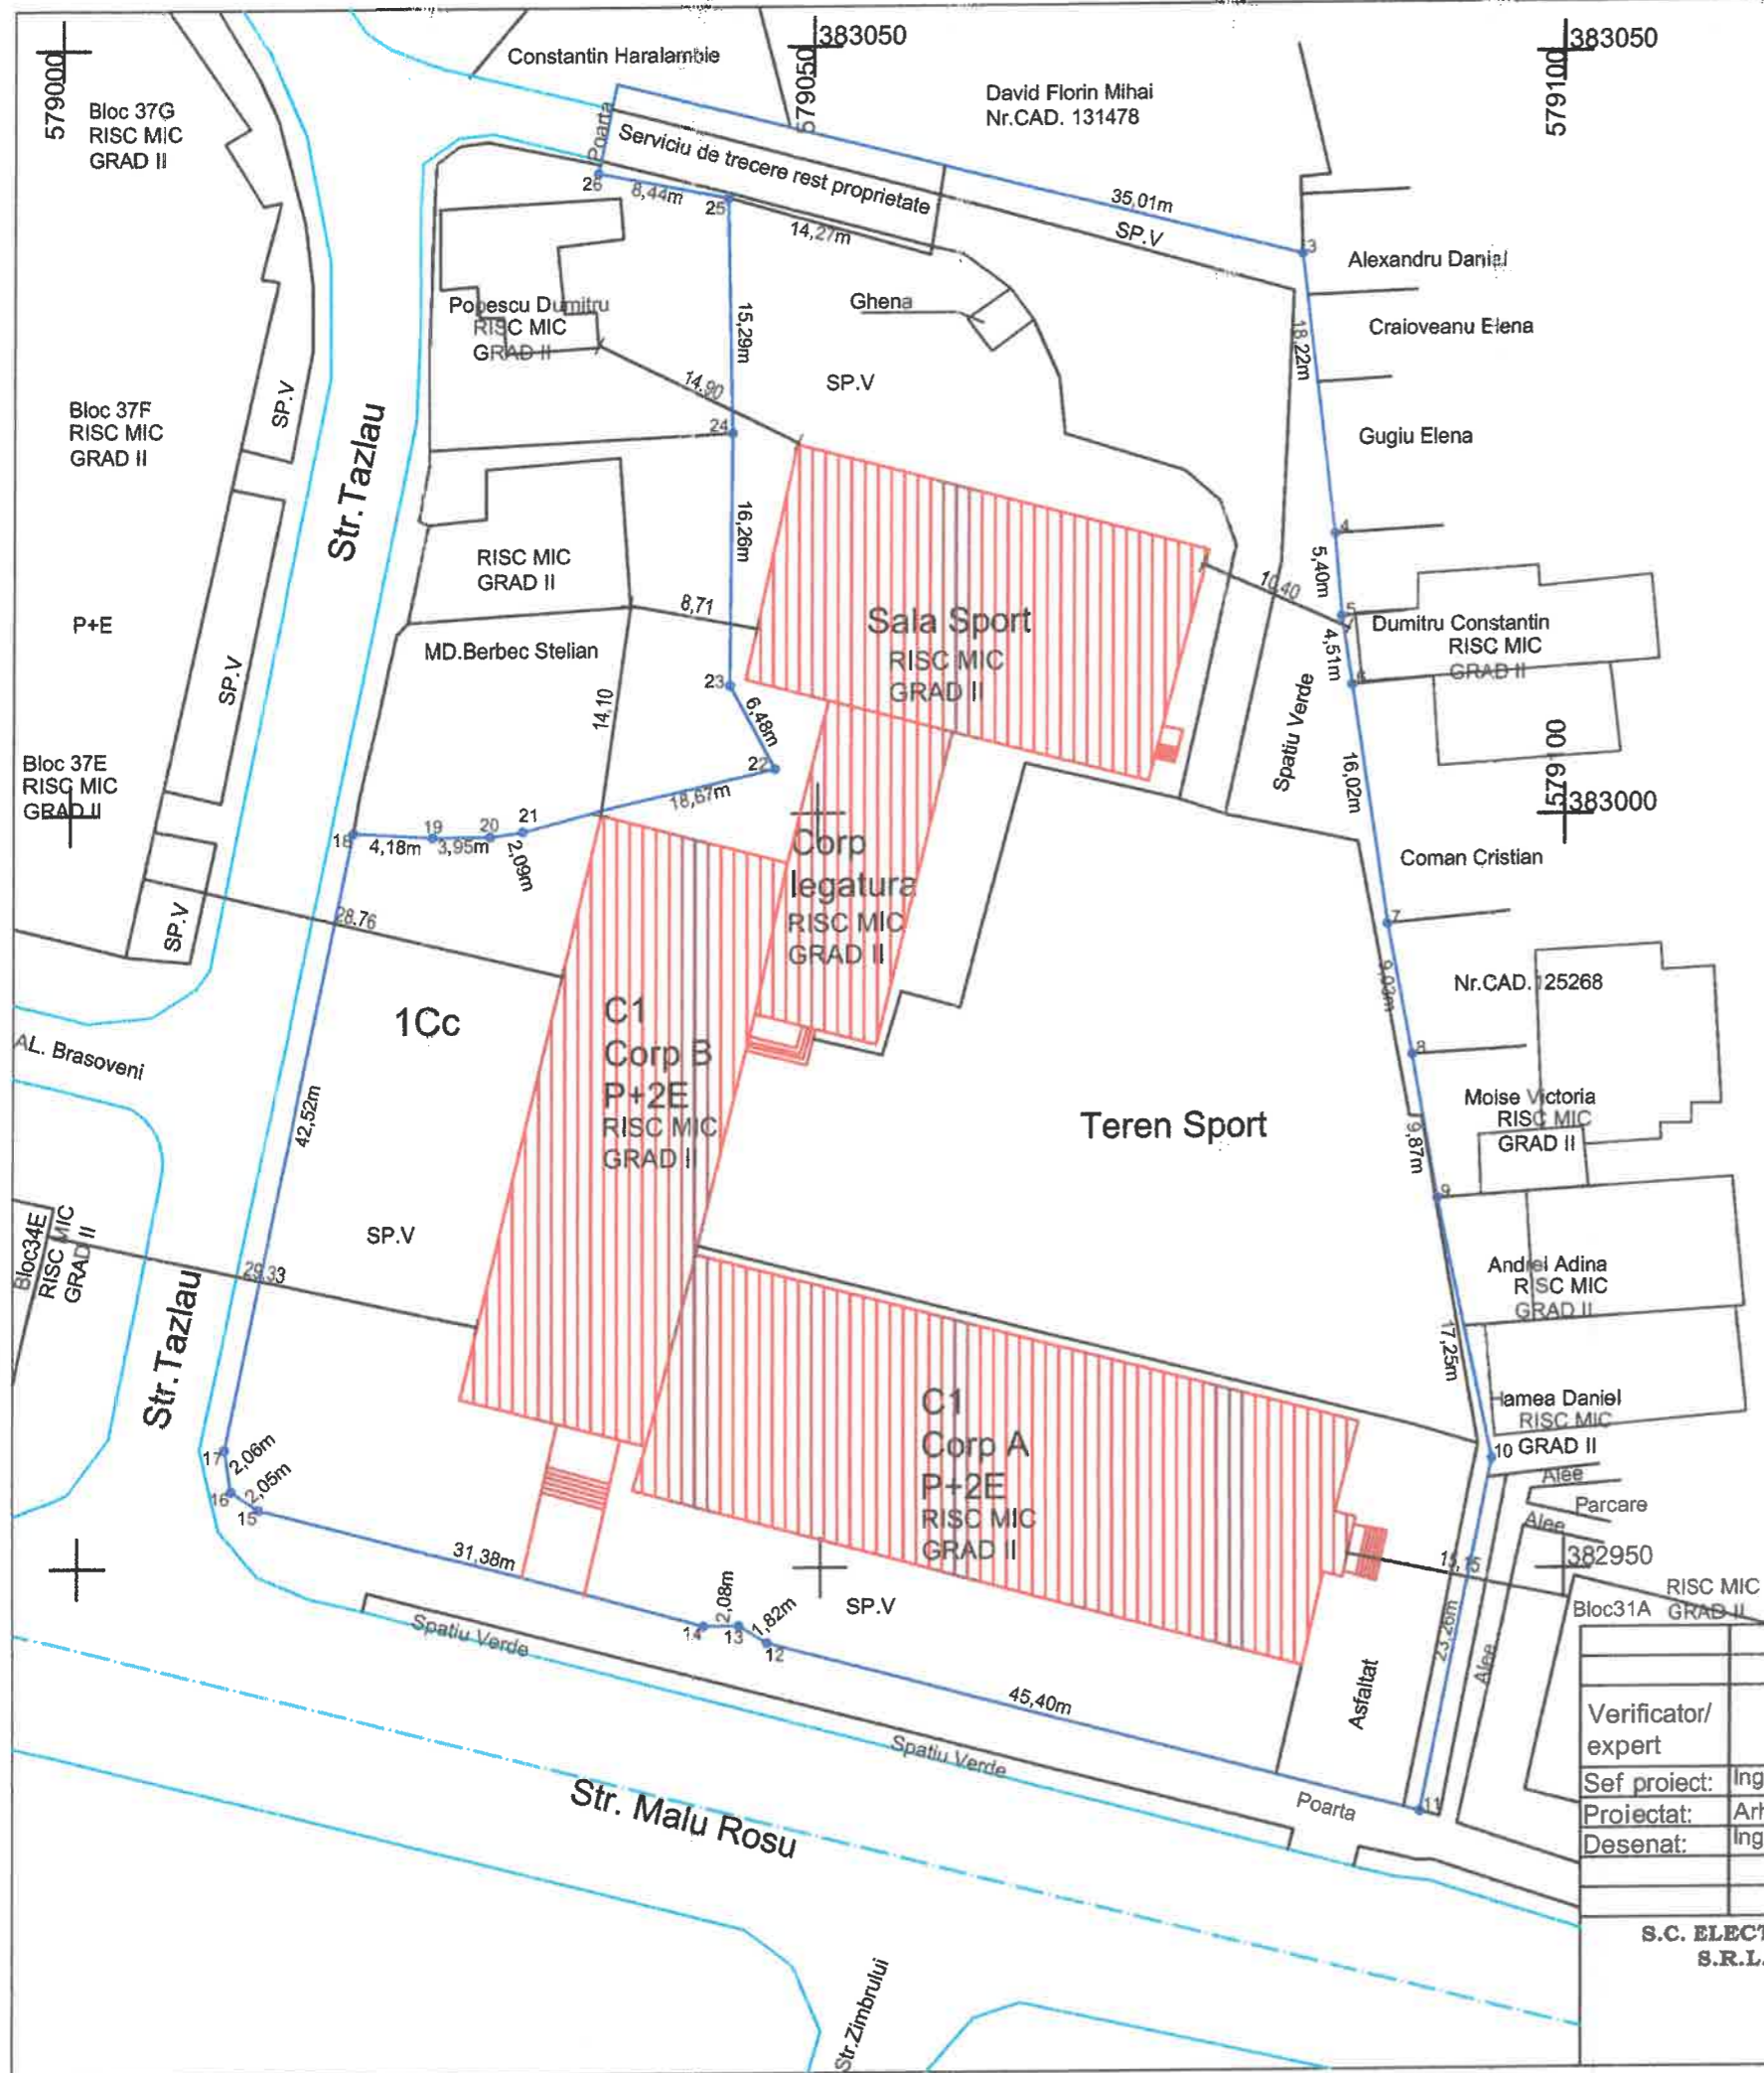 383050
383050
579000
579050
579100
Constantin Haralambie
David Florin Mihai
Nr.CAD. 131478
Bloc 37G
RISC MIC
GRAD II
Poarta
Serviciu de trecere rest proprietate
26
8,44m
25
14,27m
35,01m
SP.V
3
Alexandru Daniel
Popescu Dumitru
RISC MIC
GRAD II
15,29m
Ghena
18,22m
Craioveanu Elena
14,90
SP.V
SP.V
Bloc 37F
RISC MIC
GRAD II
Str.Tazlau
24
Gugiu Elena
16,26m
4
RISC MIC
GRAD II
5,40m
10,40
5
8,71
P+E
MD.Berbec Stelian
Sala Sport
RISC MIC
GRAD II
Dumitru Constantin
RISC MIC
GRAD II
4,51m
6
SP.V
14,10
23
6,48m
22
Spatiu Verde
16,02m
579100
383000
Bloc 37E
RISC MIC
GRAD II
18,67m
18
4,18m
19
3,95m
20
21
2,09m
Corp
legatura
RISC MIC
GRAD II
Coman Cristian
7
SP.V
28.76
9,03m
Nr.CAD.125268
1Cc
C1
Corp B
P+2E
RISC MIC
GRAD II
AL. Brasoveni
8
42,52m
Teren Sport
Moise Victoria
RISC MIC
GRAD II
9,87m
9
Bloc34E
RISC MIC
GRAD II
SP.V
29,33
Andrei Adina
RISC MIC
GRAD II
Str.Tazlau
17,25m
C1
Corp A
P+2E
RISC MIC
GRAD II
Hamea Daniel
RISC MIC
GRAD II
10
17
2,06m
16
2,05m
15
Alee
Parcare
Alee
31,38m
15,15
382950
RISC MIC
GRAD II
Bloc31A
2,08m
14
13
1,82m
12
SP.V
Spatiu Verde
23,26m
Alee
Asfaltat
45,40m
Spatiu Verde
Poarta
11
Str. Malu Rosu
Str.Zimbrului
Verificator/
expert
Sef proiect: Ing
Proiectat: Arh
Desenat: Ing
S.C. ELECT
S.R.L.